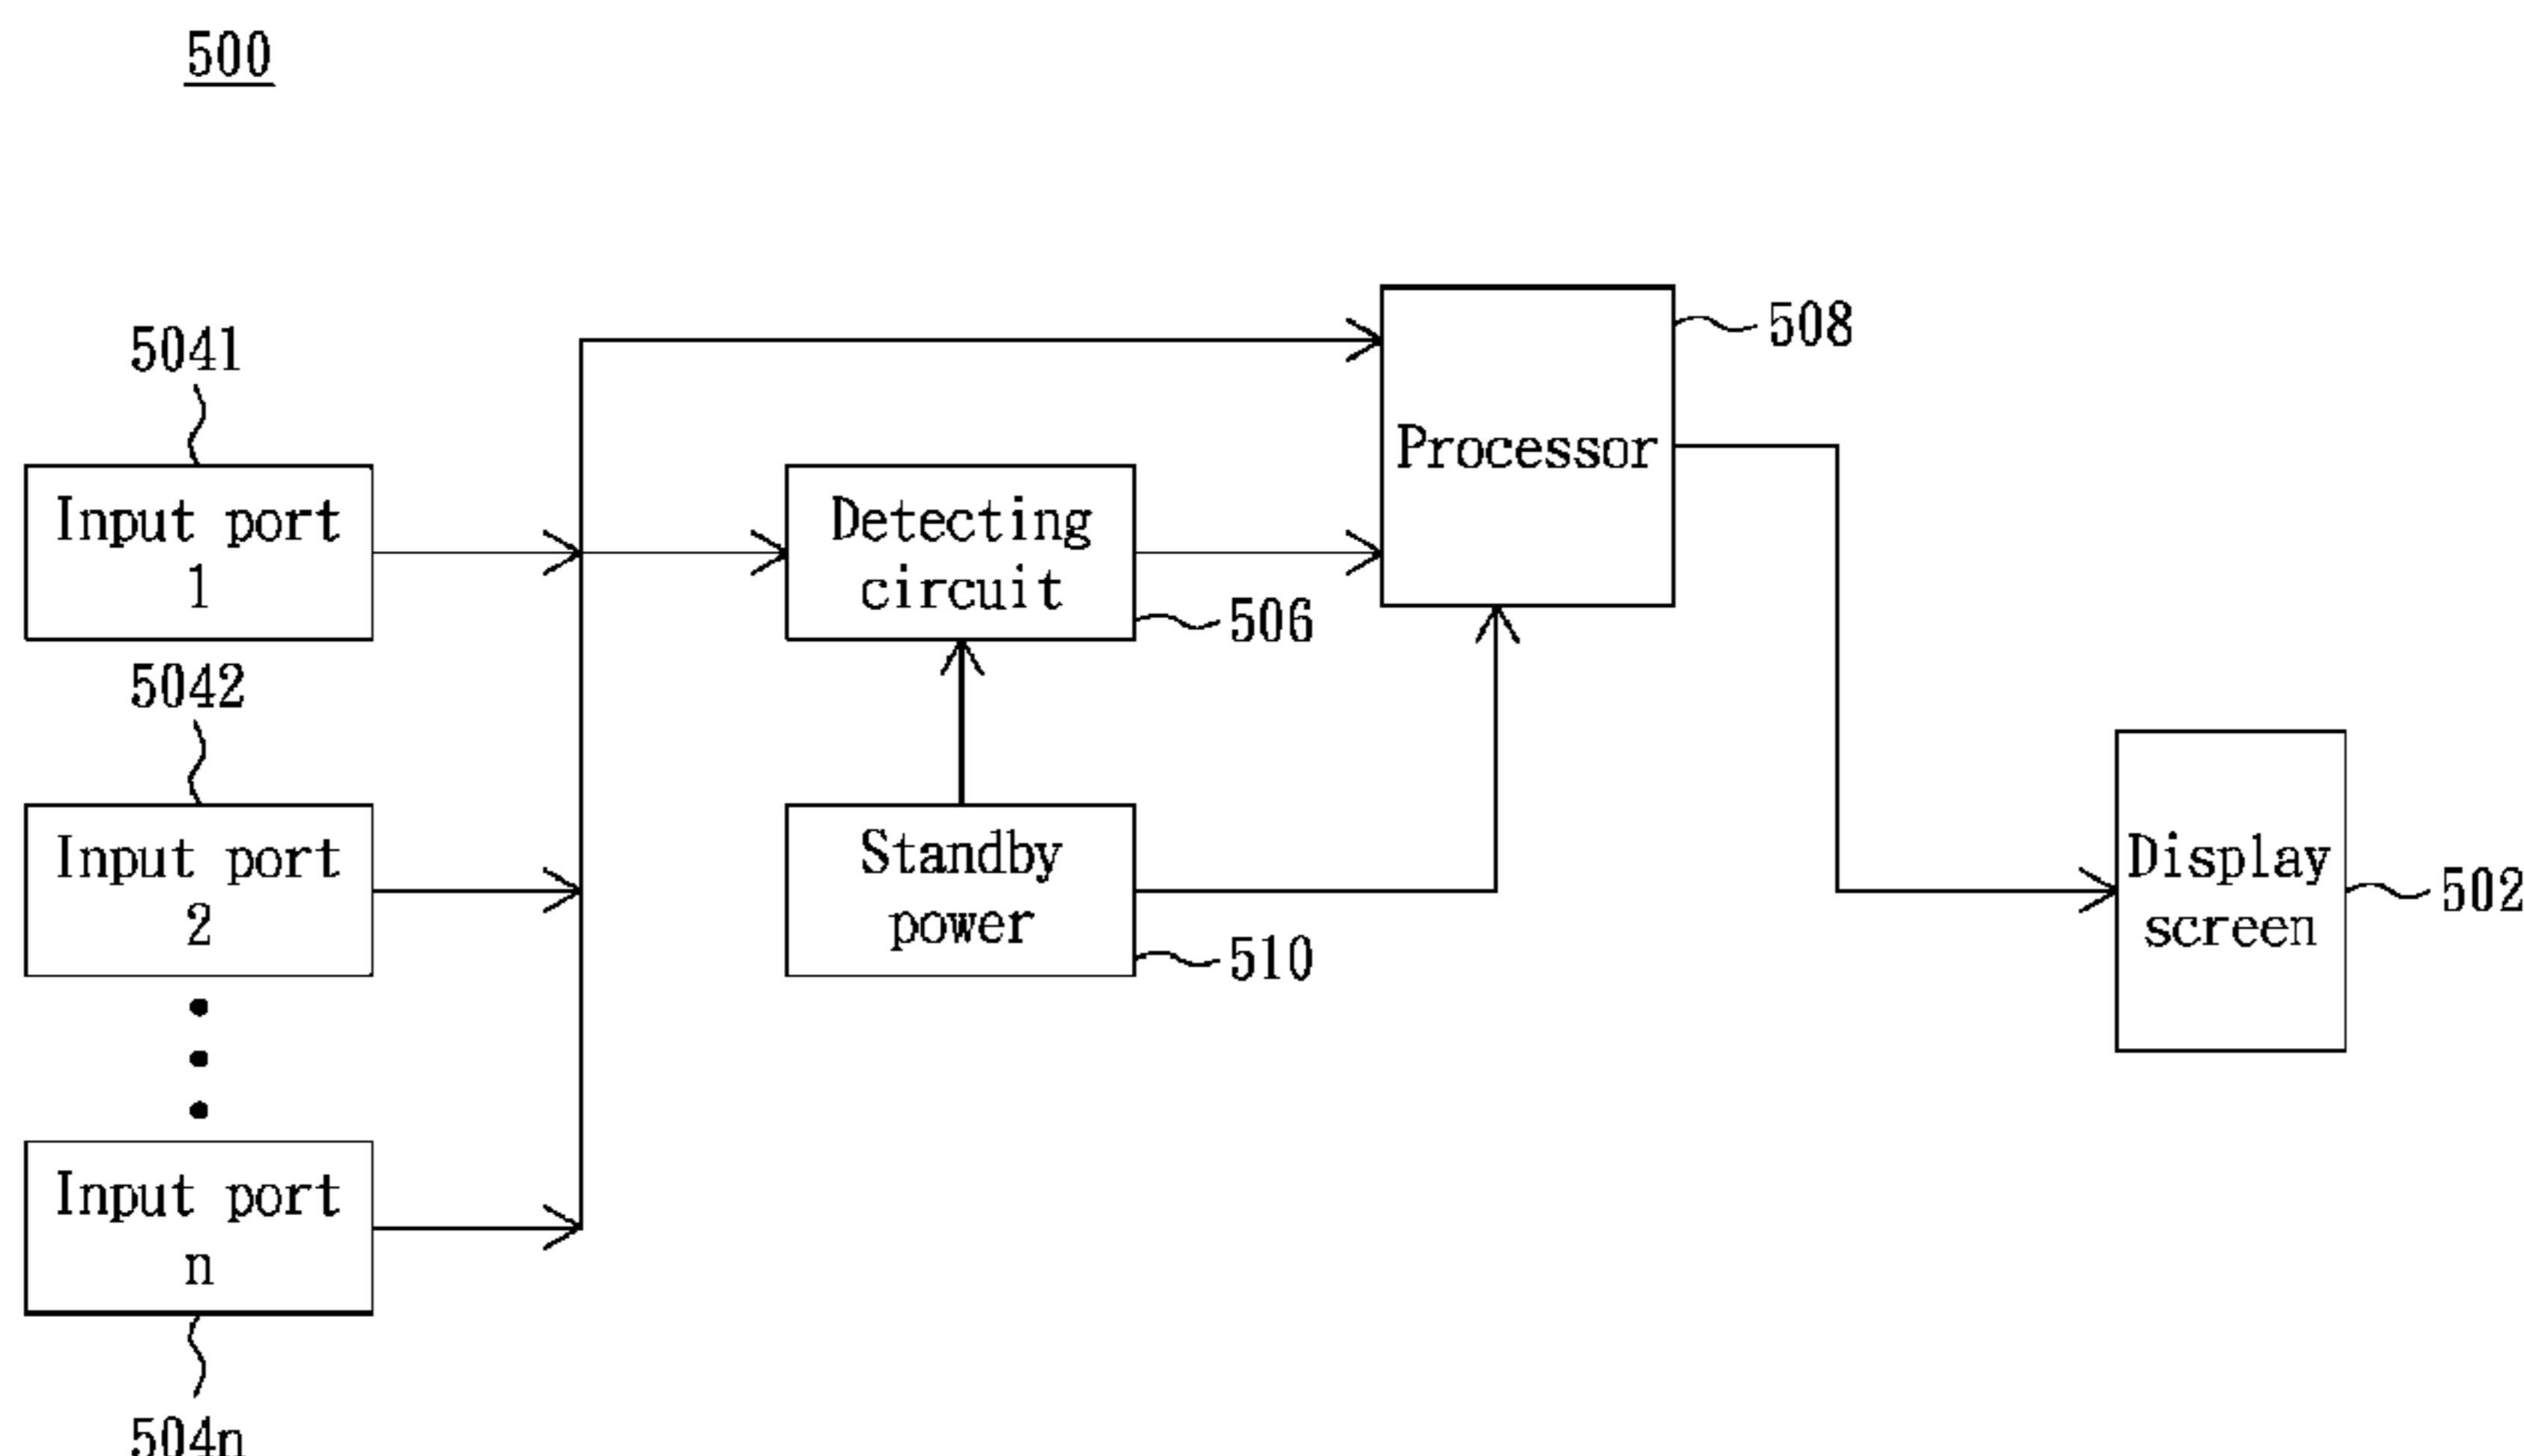 500
5041
Input port
1
5042
Input port
2
Input port
n
504n
Detecting
circuit
506
Standby
power
510
Processor
508
Display
screen
502